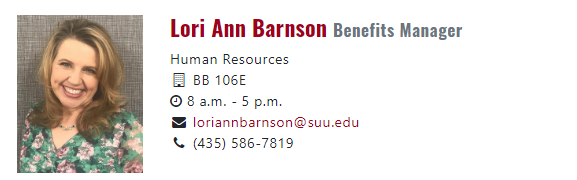 Lori Ann Barnson Benefits Manager
Human Resources
BB 106E
8 a.m. - 5 p.m.
loriannbarnson@suu.edu
(435) 586-7819